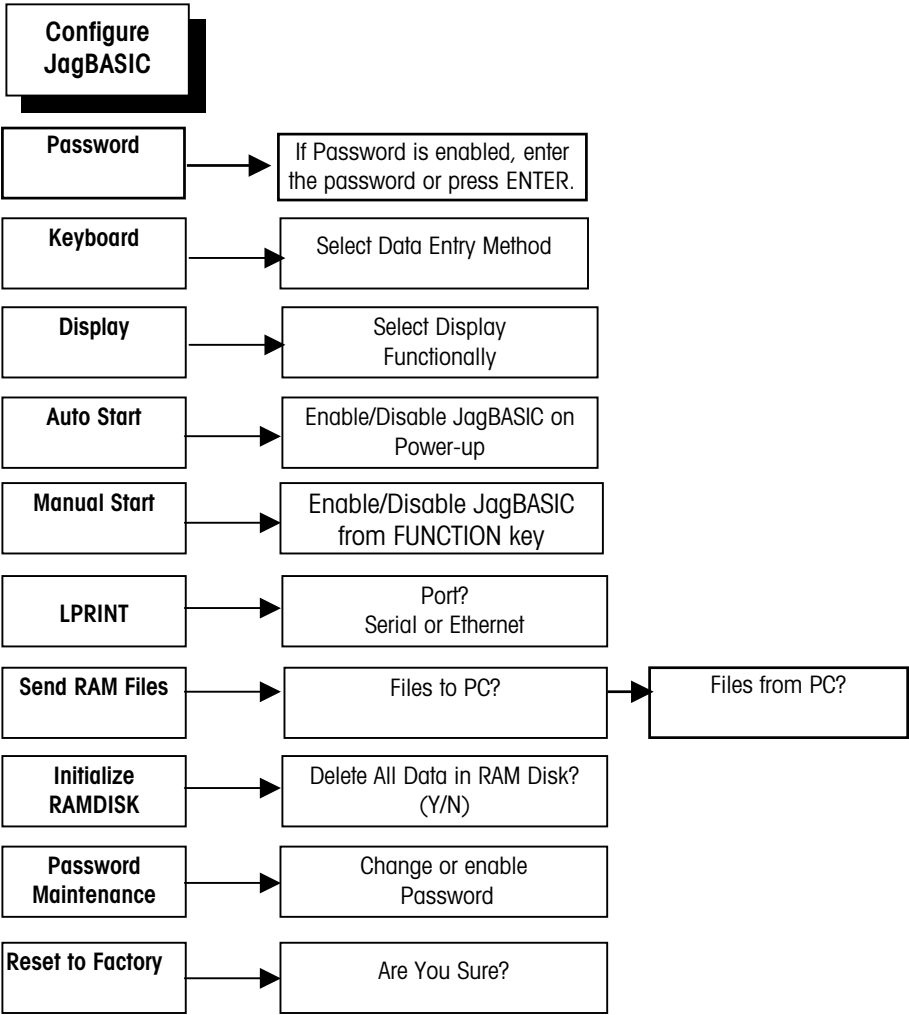 Configure
JagBASIC
Password
If Password is enabled, enter
the password or press ENTER.
Keyboard
Select Data Entry Method
Display
Select Display
Functionally
Auto Start
Enable/Disable JagBASIC on
Power-up
Manual Start
Enable/Disable JagBASIC
from FUNCTION key
LPRINT
Port?
Serial or Ethernet
Send RAM Files
Files to PC?
Files from PC?
Initialize
RAMDISK
Delete All Data in RAM Disk?
(Y/N)
Password
Maintenance
Change or enable
Password
Reset to Factory
Are You Sure?